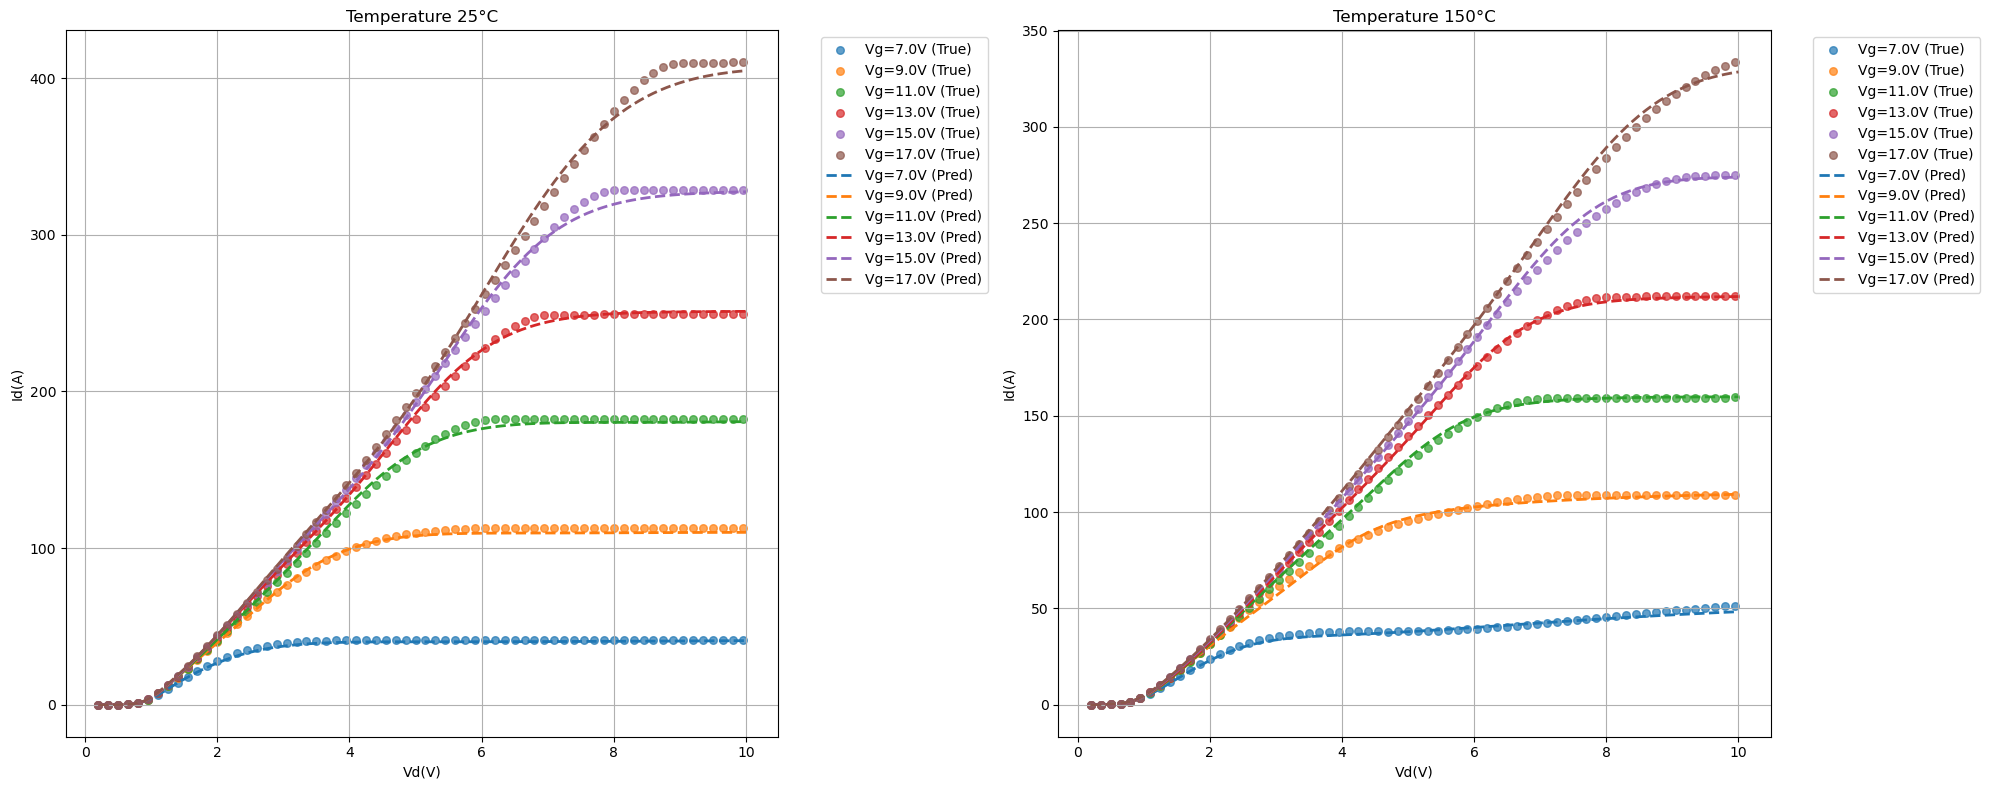 Temperature 25°C
400
300
200
100
0
Id(A)
0
2
4
6
8
10
Vd(V)
Vg=7.0V (True)
Vg=9.0V (True)
Vg=11.0V (True)
Vg=13.0V (True)
Vg=15.0V (True)
Vg=17.0V (True)
Vg=7.0V (Pred)
Vg=9.0V (Pred)
Vg=11.0V (Pred)
Vg=13.0V (Pred)
Vg=15.0V (Pred)
Vg=17.0V (Pred)
Temperature 150°C
350
300
250
200
150
100
50
0
Id(A)
0
2
4
6
8
10
Vd(V)
Vg=7.0V (True)
Vg=9.0V (True)
Vg=11.0V (True)
Vg=13.0V (True)
Vg=15.0V (True)
Vg=17.0V (True)
Vg=7.0V (Pred)
Vg=9.0V (Pred)
Vg=11.0V (Pred)
Vg=13.0V (Pred)
Vg=15.0V (Pred)
Vg=17.0V (Pred)